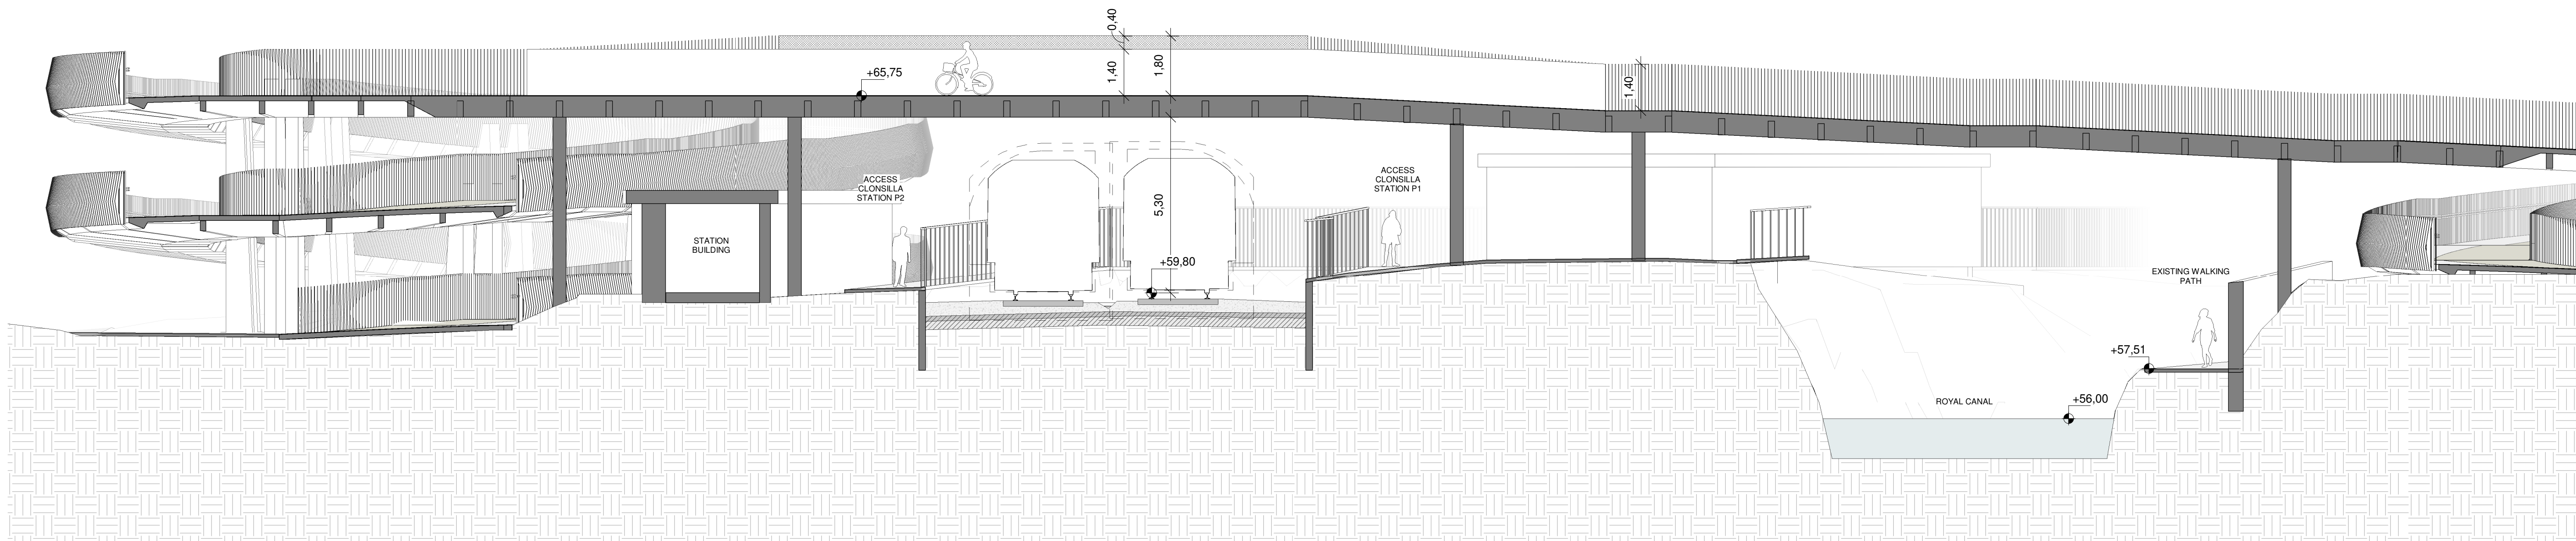 0,40
1,40
1,80
+65,75
1,40
ACCESS
CLONSILLA
STATION P2
ACCESS
CLONSILLA
STATION P1
5,30
STATION
BUILDING
+59,80
EXISTING WALKING
PATH
+57,51
ROYAL CANAL
+56,00